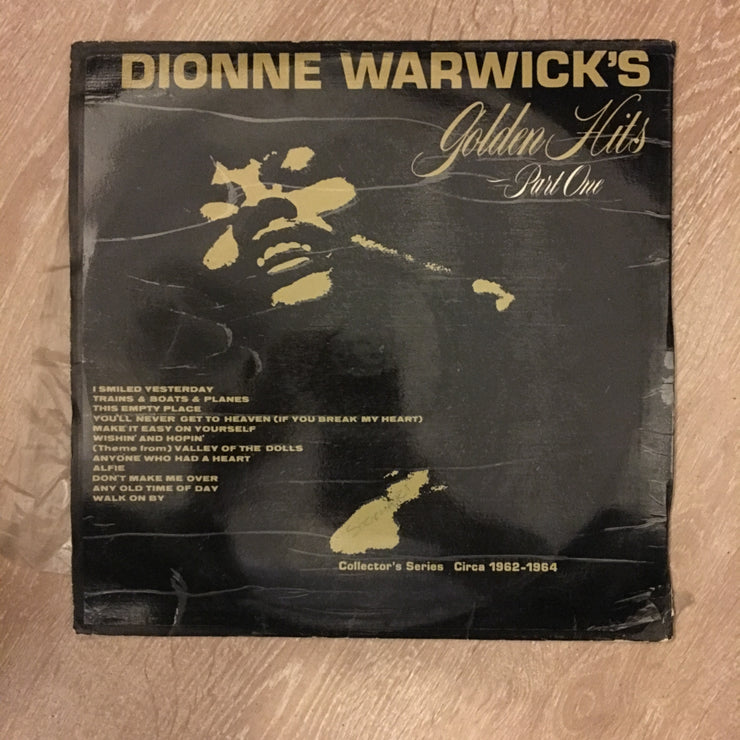 DIONNE WARWICK'S
Golden Hits
Part One
I SMILED YESTERDAY
TRAINS & BOATS & PLANES
THIS EMPTY PLACE
YOU'LL NEVER GET TO HEAVEN (IF YOU BREAK MY HEART)
MAKE IT EASY ON YOURSELF
WISHIN' AND HOPIN'
(Theme from) VALLEY OF THE DOLLS
ANYONE WHO HAD A HEART
ALFIE
DON'T MAKE ME OVER
ANY OLD TIME OF DAY
WALK ON BY
Collector's Series Circa 1962-1964